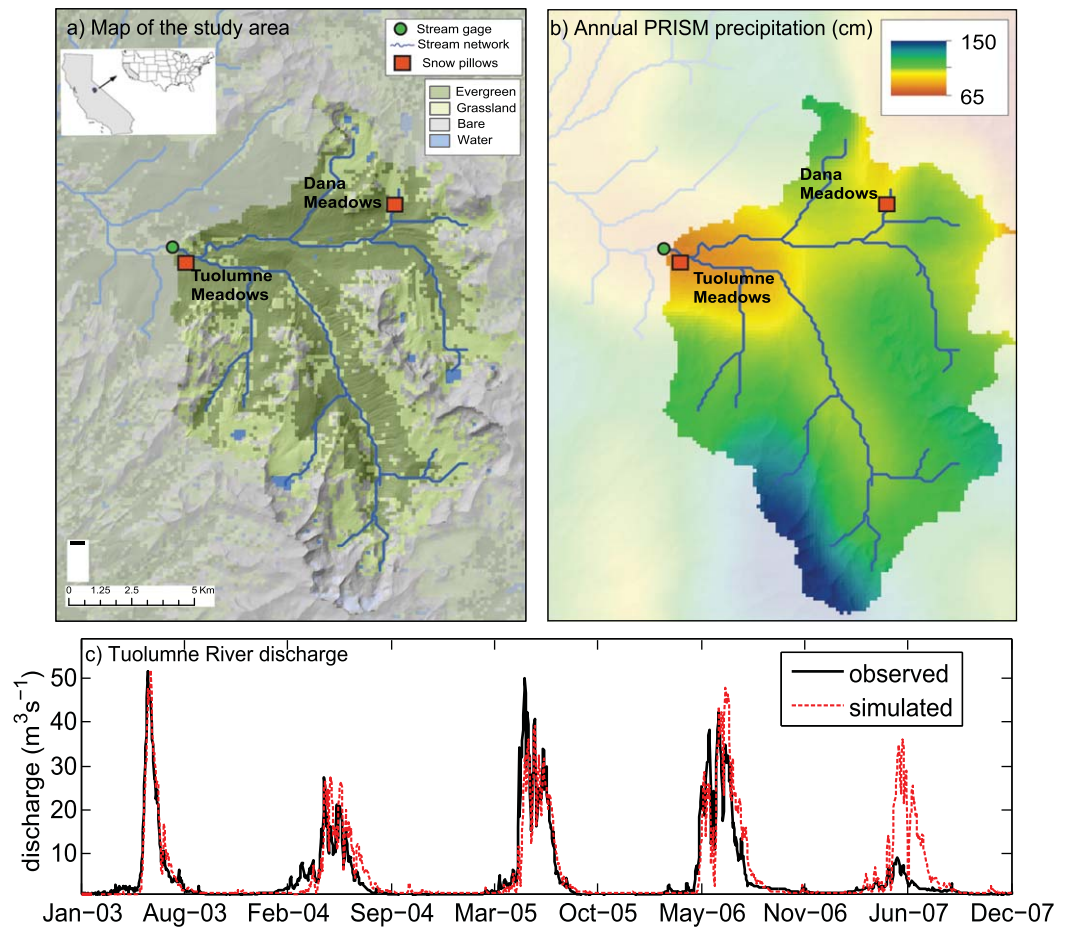 a) Map of the study area
Stream gage
Stream network
Snow pillows
Evergreen
Grassland
Bare
Water
Dana
Meadows
Tuolumne
Meadows
0 1.25 2.5 5 Km
b) Annual PRISM precipitation (cm)
150
65
Dana
Meadows
Tuolumne
Meadows
c) Tuolumne River discharge
observed
simulated
discharge (m³s⁻¹)
50
40
30
20
10
Jan–03 Aug–03 Feb–04 Sep–04 Mar–05 Oct–05 May–06 Nov–06 Jun–07 Dec–07